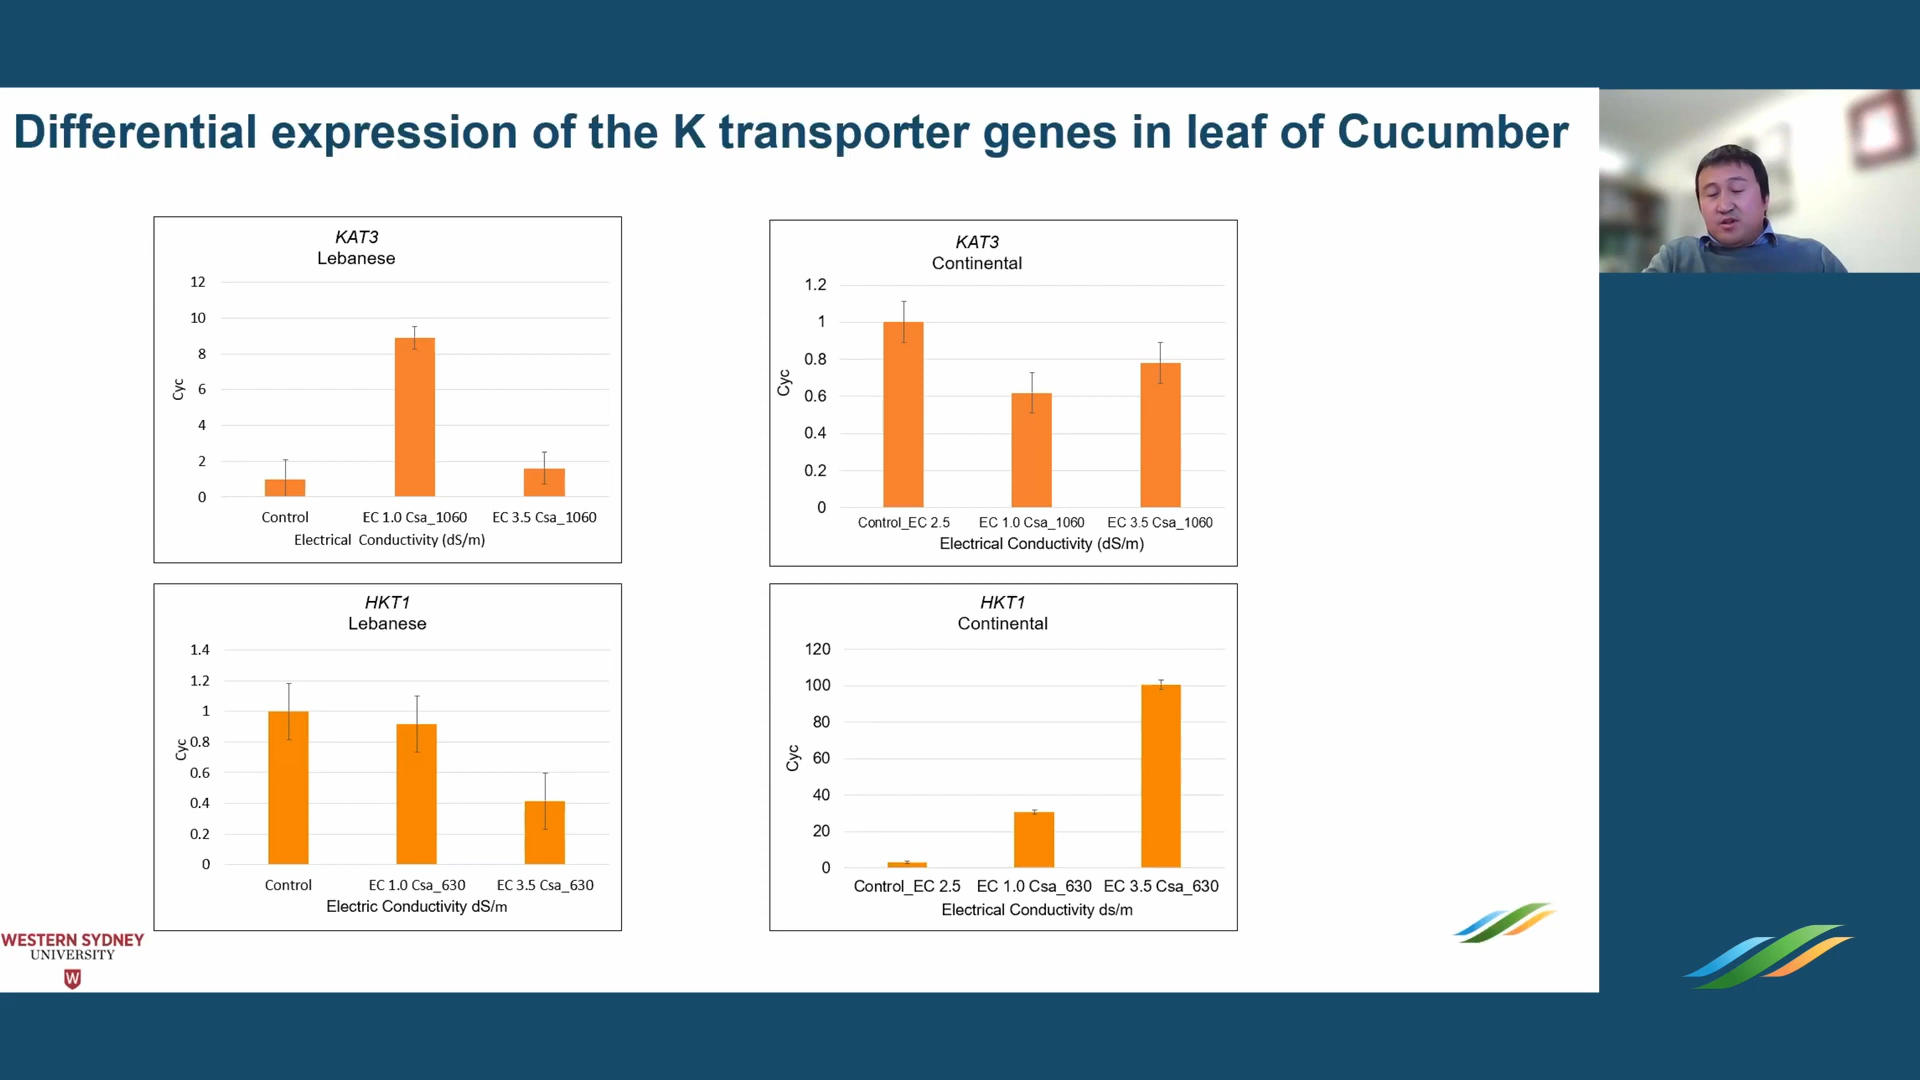 Differential expression of the K transporter genes in leaf of Cucumber
KAT3
Lebanese
12
10
8
6
4
2
0
Cyc
Control
EC 1.0 Csa_1060
EC 3.5 Csa_1060
Electrical Conductivity (dS/m)
KAT3
Continental
1.2
1
0.8
0.6
0.4
0.2
0
Cyc
Control_EC 2.5
EC 1.0 Csa_1060
EC 3.5 Csa_1060
Electrical Conductivity (dS/m)
HKT1
Lebanese
1.4
1.2
1
0.8
0.6
0.4
0.2
0
Cyc
Control
EC 1.0 Csa_630
EC 3.5 Csa_630
Electric Conductivity dS/m
HKT1
Continental
120
100
80
60
40
20
0
Cyc
Control_EC 2.5
EC 1.0 Csa_630
EC 3.5 Csa_630
Electrical Conductivity ds/m
WESTERN SYDNEY
UNIVERSITY
W